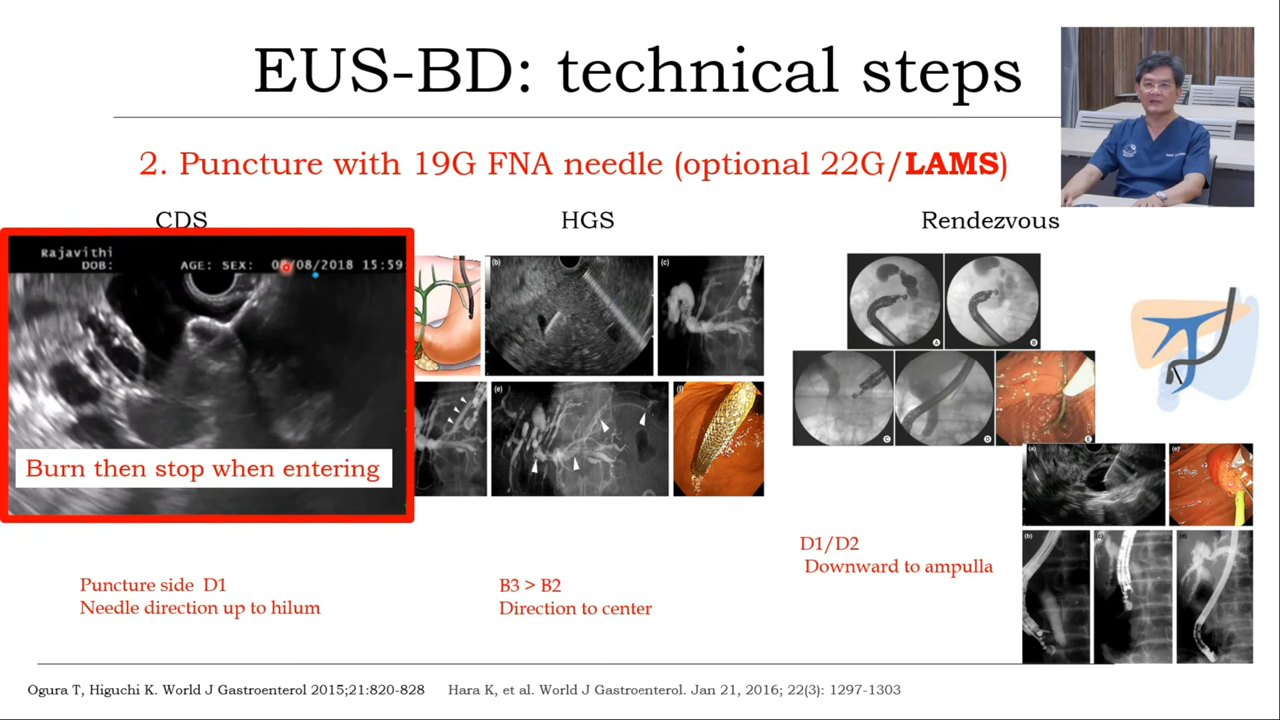 EUS-BD: technical steps
2. Puncture with 19G FNA needle (optional 22G/LAMS)
CDS
HGS
Rendezvous
Rajavithi
DOB:
AGE: SEX: 08/08/2018 15:59
Burn then stop when entering
(b)
(c)
(e)
(f)
A
B
C
D
E
(a)
(e)
(b)
(c)
(d)
Puncture side D1
Needle direction up to hilum
B3 > B2
Direction to center
D1/D2
Downward to ampulla
Ogura T, Higuchi K. World J Gastroenterol 2015;21:820-828
Hara K, et al. World J Gastroenterol. Jan 21, 2016; 22(3): 1297-1303